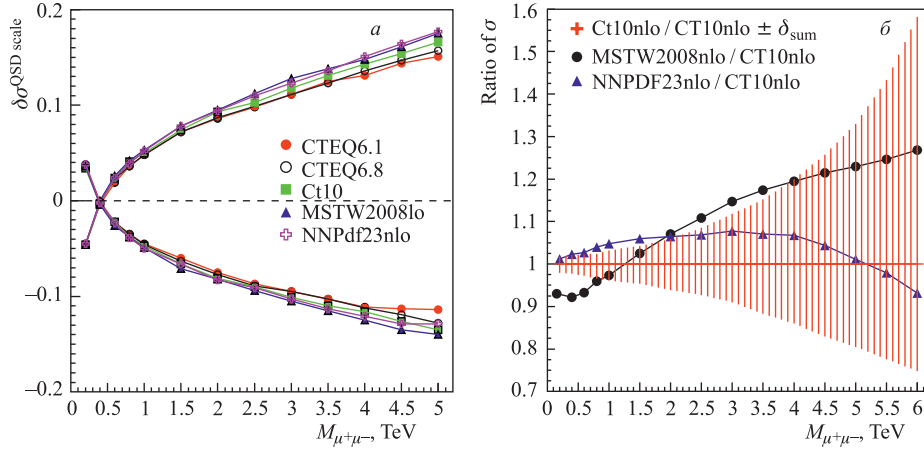 δσ^QSD scale
а
0.2
0.1
0
−0.1
−0.2
CTEQ6.1
CTEQ6.8
Ct10
MSTW2008lo
NNPdf23nlo
0 0.5 1 1.5 2 2.5 3 3.5 4 4.5 5
M_μ+μ−, TeV
Ratio of σ
б
Ct10nlo / CT10nlo ± δ_sum
MSTW2008nlo / CT10nlo
NNPDF23nlo / CT10nlo
1.6
1.5
1.4
1.3
1.2
1.1
1
0.9
0.8
0.7
0 0.5 1 1.5 2 2.5 3 3.5 4 4.5 5 5.5 6
M_μ+μ−, TeV